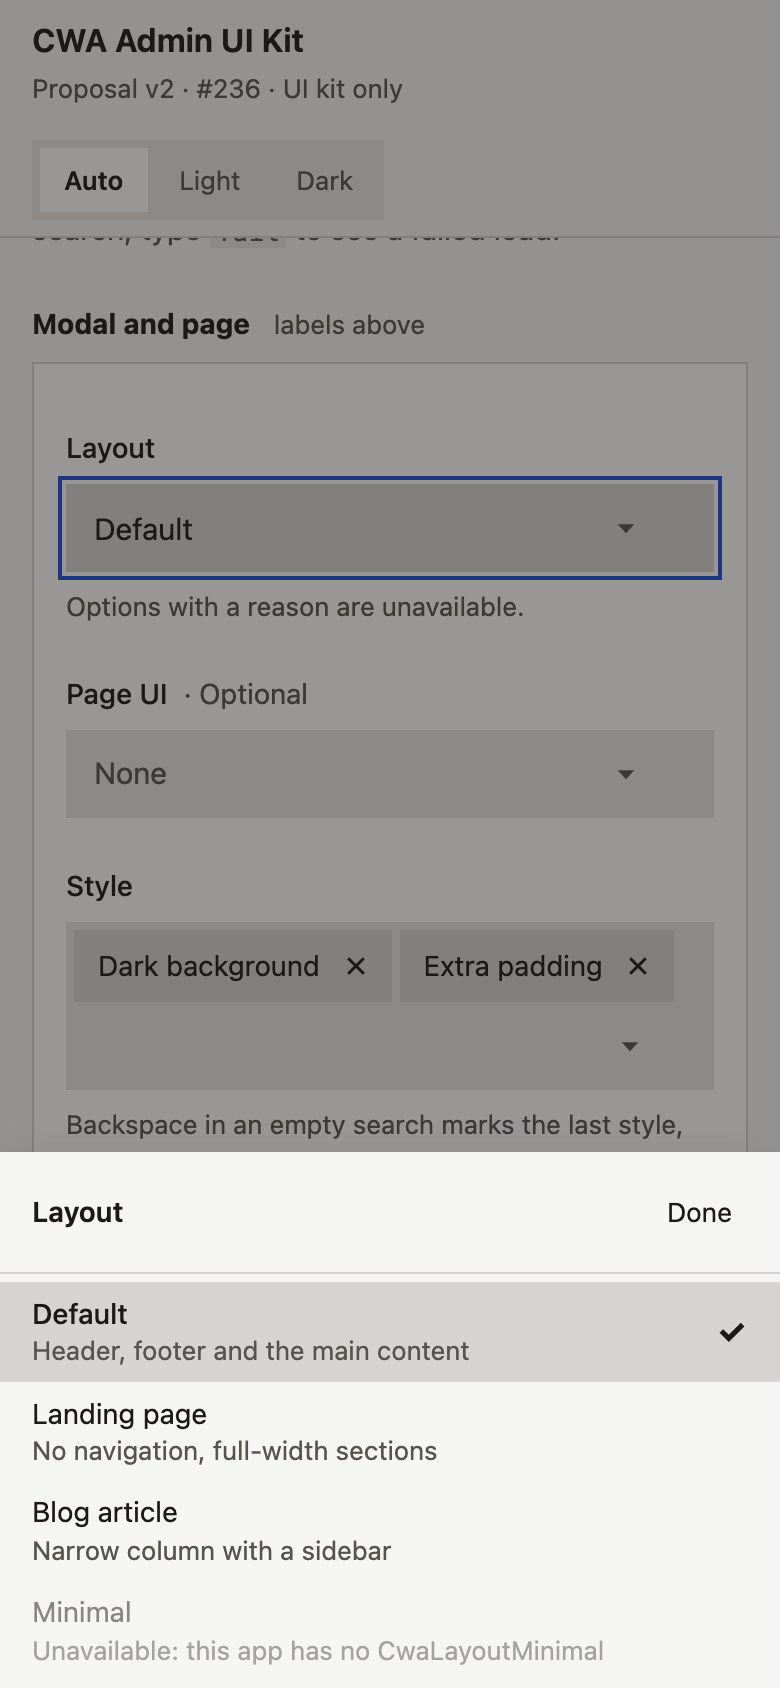 CWA Admin UI Kit
Proposal v2 · #236 · UI kit only
Auto Light Dark
Modal and page labels above
Layout
Default
Options with a reason are unavailable.
Page UI · Optional
None
Style
Dark background ✕ Extra padding ✕
Backspace in an empty search marks the last style,
Layout Done
Default
Header, footer and the main content
Landing page
No navigation, full-width sections
Blog article
Narrow column with a sidebar
Minimal
Unavailable: this app has no CwaLayoutMinimal